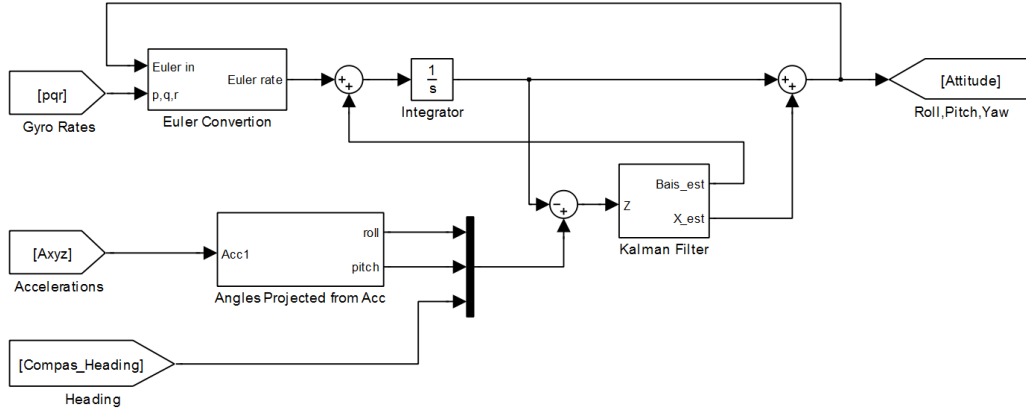 Euler in
p,q,r
Euler rate
Euler Convertion
[pqr]
Gyro Rates
+
+
1
s
Integrator
+
+
[Attitude]
Roll,Pitch,Yaw
−
+
Z
Bais_est
X_est
Kalman Filter
[Axyz]
Accelerations
Acc1
roll
pitch
Angles Projected from Acc
[Compas_Heading]
Heading